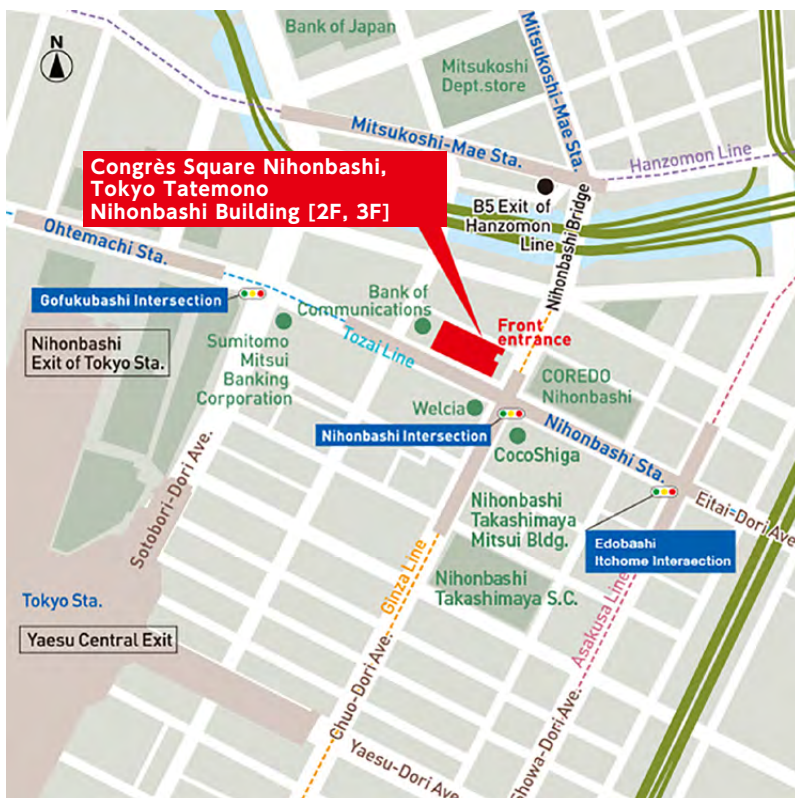 N
Bank of Japan
Mitsukoshi
Dept.store
Mitsukoshi-Mae Sta.
Mitsukoshi-Mae Sta.
Hanzomon Line
Congrès Square Nihonbashi,
Tokyo Tatemono
Nihonbashi Building [2F, 3F]
B5 Exit of
Hanzomon
Line
Nihonbashi Bridge
Ohtemachi Sta.
Gofukubashi Intersection
Bank of
Communications
Front
entrance
Nihonbashi
Exit of Tokyo Sta.
Sumitomo
Mitsui
Banking
Corporation
Tozai Line
COREDO
Nihonbashi
Welcia
Nihonbashi Intersection
CocoShiga
Nihonbashi Sta.
Sotobori-Dori Ave.
Nihonbashi
Takashimaya
Mitsui Bldg.
Eitai-Dori Ave.
Edobashi
Itchome Intersection
Nihonbashi
Takashimaya S.C.
Ginza Line
Asakusa Line
Tokyo Sta.
Yaesu Central Exit
Chuo-Dori Ave.
Yaesu-Dori Ave.
Showa-Dori Ave.